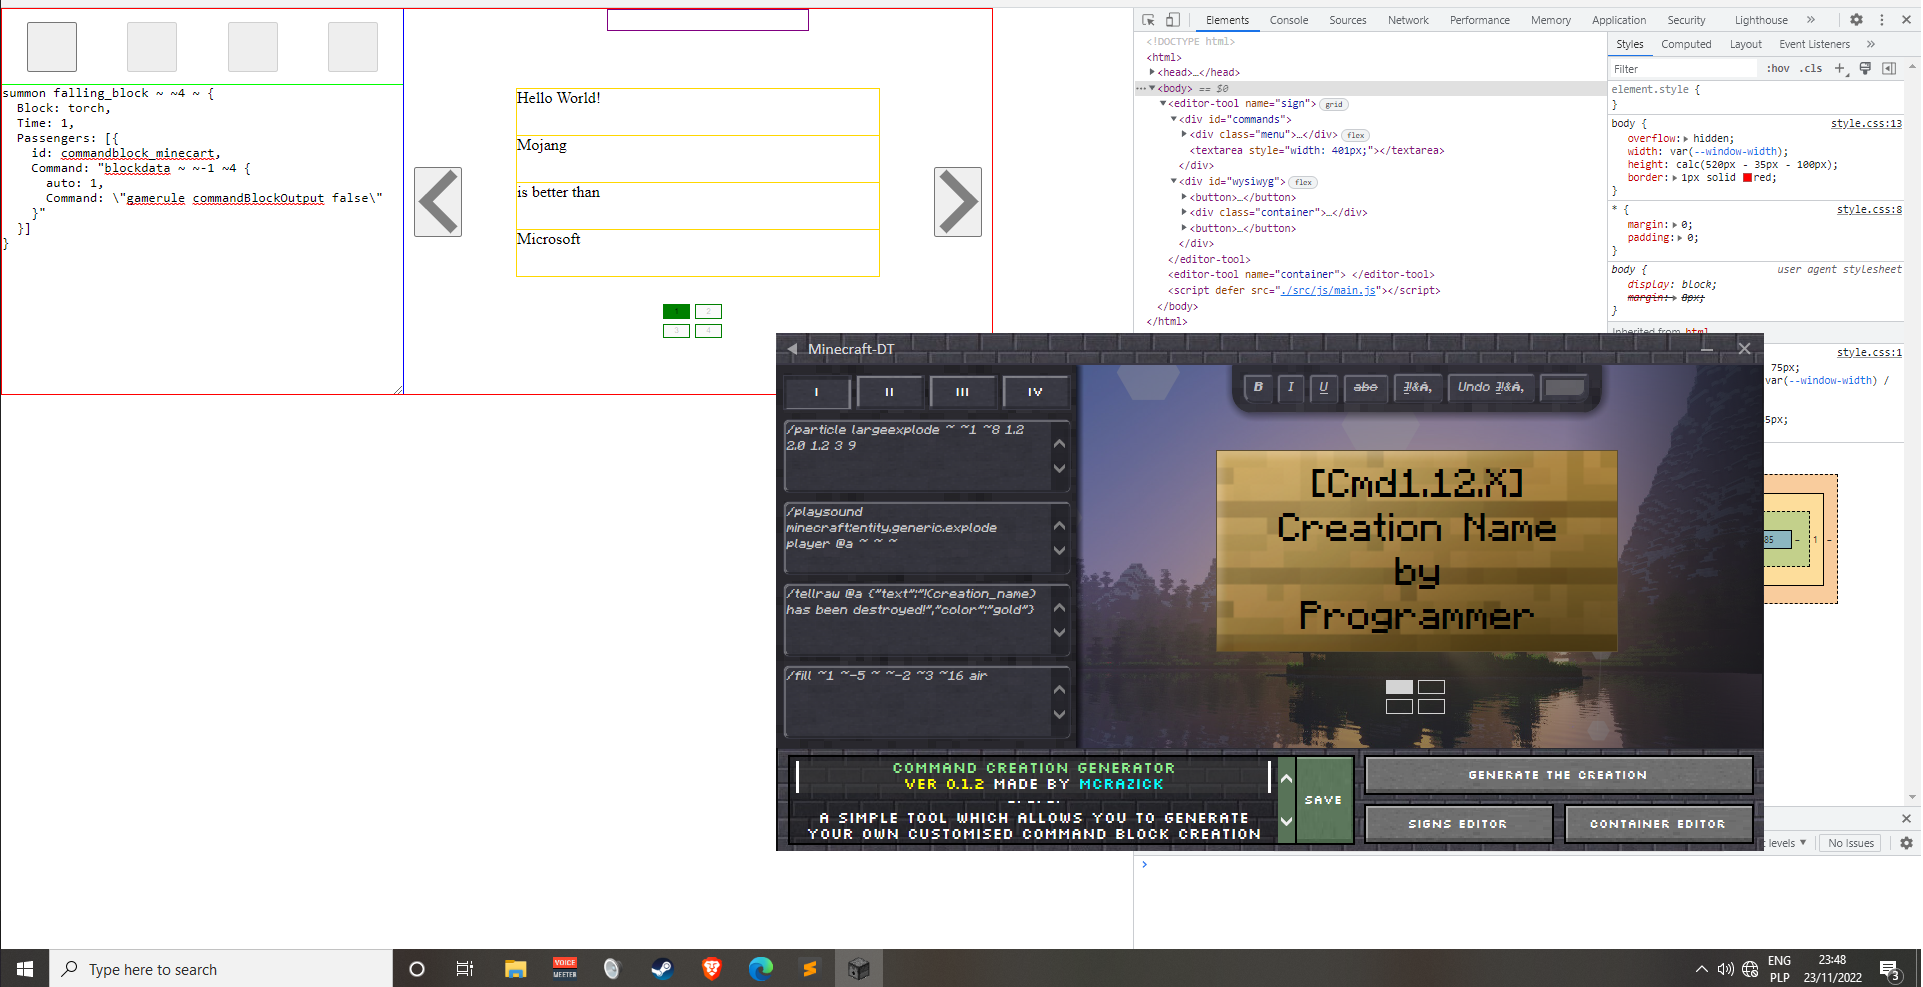 summon falling_block ~ ~4 ~ {
Block: torch,
Time: 1,
Passengers: [{
id: commandblock_minecart,
Command: "blockdata ~ ~-1 ~4 {
auto: 1,
Command: \"gamerule commandBlockOutput false\"
}"
}]
}
Hello World!
Mojang
is better than
Microsoft
1 2
3 4
Elements Console Sources Network Performance Memory Application Security Lighthouse »
<!DOCTYPE html>
<html>
<head>…</head>
<body> == $0
<editor-tool name="sign"> grid
<div id="commands">
<div class="menu">…</div> flex
<textarea style="width: 401px;"></textarea>
</div>
<div id="wysiwyg"> flex
<button>…</button>
<div class="container">…</div>
<button>…</button>
</div>
</editor-tool>
<editor-tool name="container"> </editor-tool>
<script defer src="./src/js/main.js"></script>
</body>
</html>
Styles Computed Layout Event Listeners »
Filter :hov .cls +
element.style {
}
body { style.css:13
overflow: hidden;
width: var(--window-width);
height: calc(520px - 35px - 100px);
border: 1px solid red;
}
* { style.css:8
margin: 0;
padding: 0;
}
body { user agent stylesheet
display: block;
margin: 8px;
}
Inherited from html
style.css:1
75px;
var(--window-width) /
5px;
85 - 1 -
Minecraft-DT
I II III IV
/particle largeexplode ~ ~1 ~8 1.2
2.0 1.2 3 9
/playsound
minecraft:entity.generic.explode
player @a ~ ~ ~
/tellraw @a {"text":"!(creation_name)
has been destroyed!","color":"gold"}
/fill ~1 ~-5 ~ ~-2 ~3 ~16 air
B I U abc
[Cmd1.12.X]
Creation Name
by
Programmer
COMMAND CREATION GENERATOR
VER 0.1.2 MADE BY MCRAZICK
-.-.-.
A SIMPLE TOOL WHICH ALLOWS YOU TO GENERATE
YOUR OWN CUSTOMISED COMMAND BLOCK CREATION
SAVE
GENERATE THE CREATION
SIGNS EDITOR CONTAINER EDITOR
levels ▼ No Issues
>
Type here to search
VOICE
MEETER
ENG
PLP
23:48
23/11/2022
3